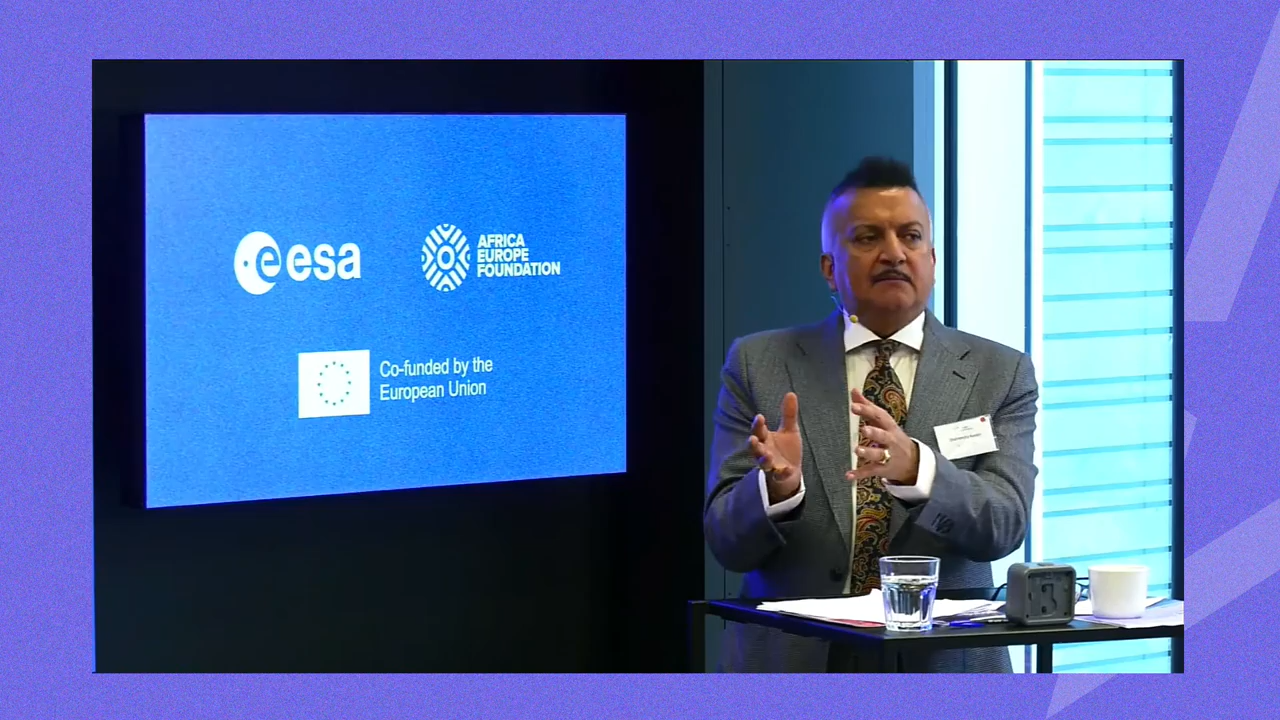 esa
AFRICA
EUROPE
FOUNDATION
Co-funded by the
European Union